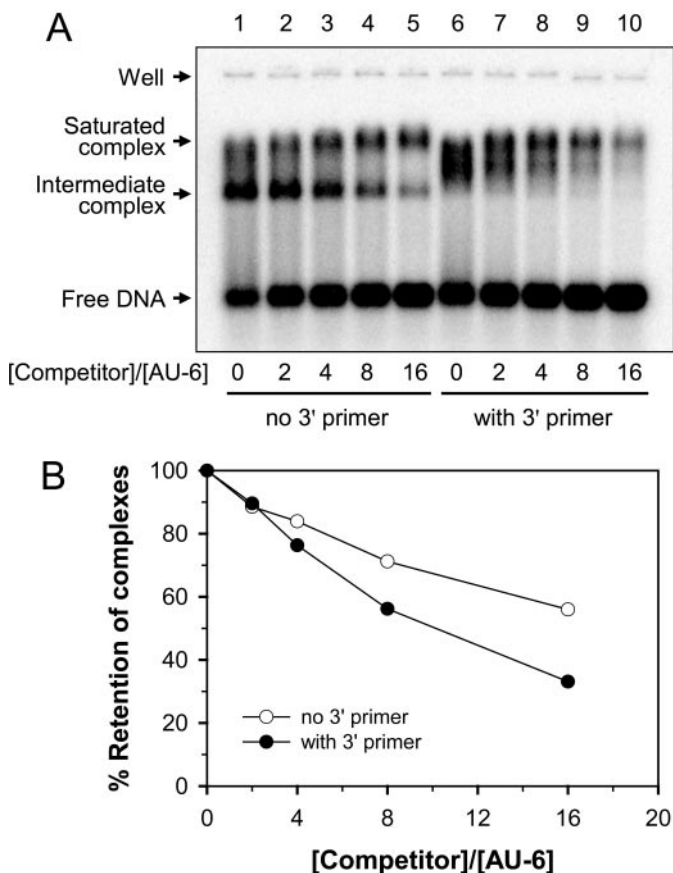 A
1 2 3 4 5 6 7 8 9 10
Well
Saturated
complex
Intermediate
complex
Free DNA
[Competitor]/[AU-6] 0 2 4 8 16 0 2 4 8 16
no 3' primer with 3' primer
B
100
80
60
40
20
0
% Retention of complexes
no 3' primer
with 3' primer
0 4 8 12 16 20
[Competitor]/[AU-6]